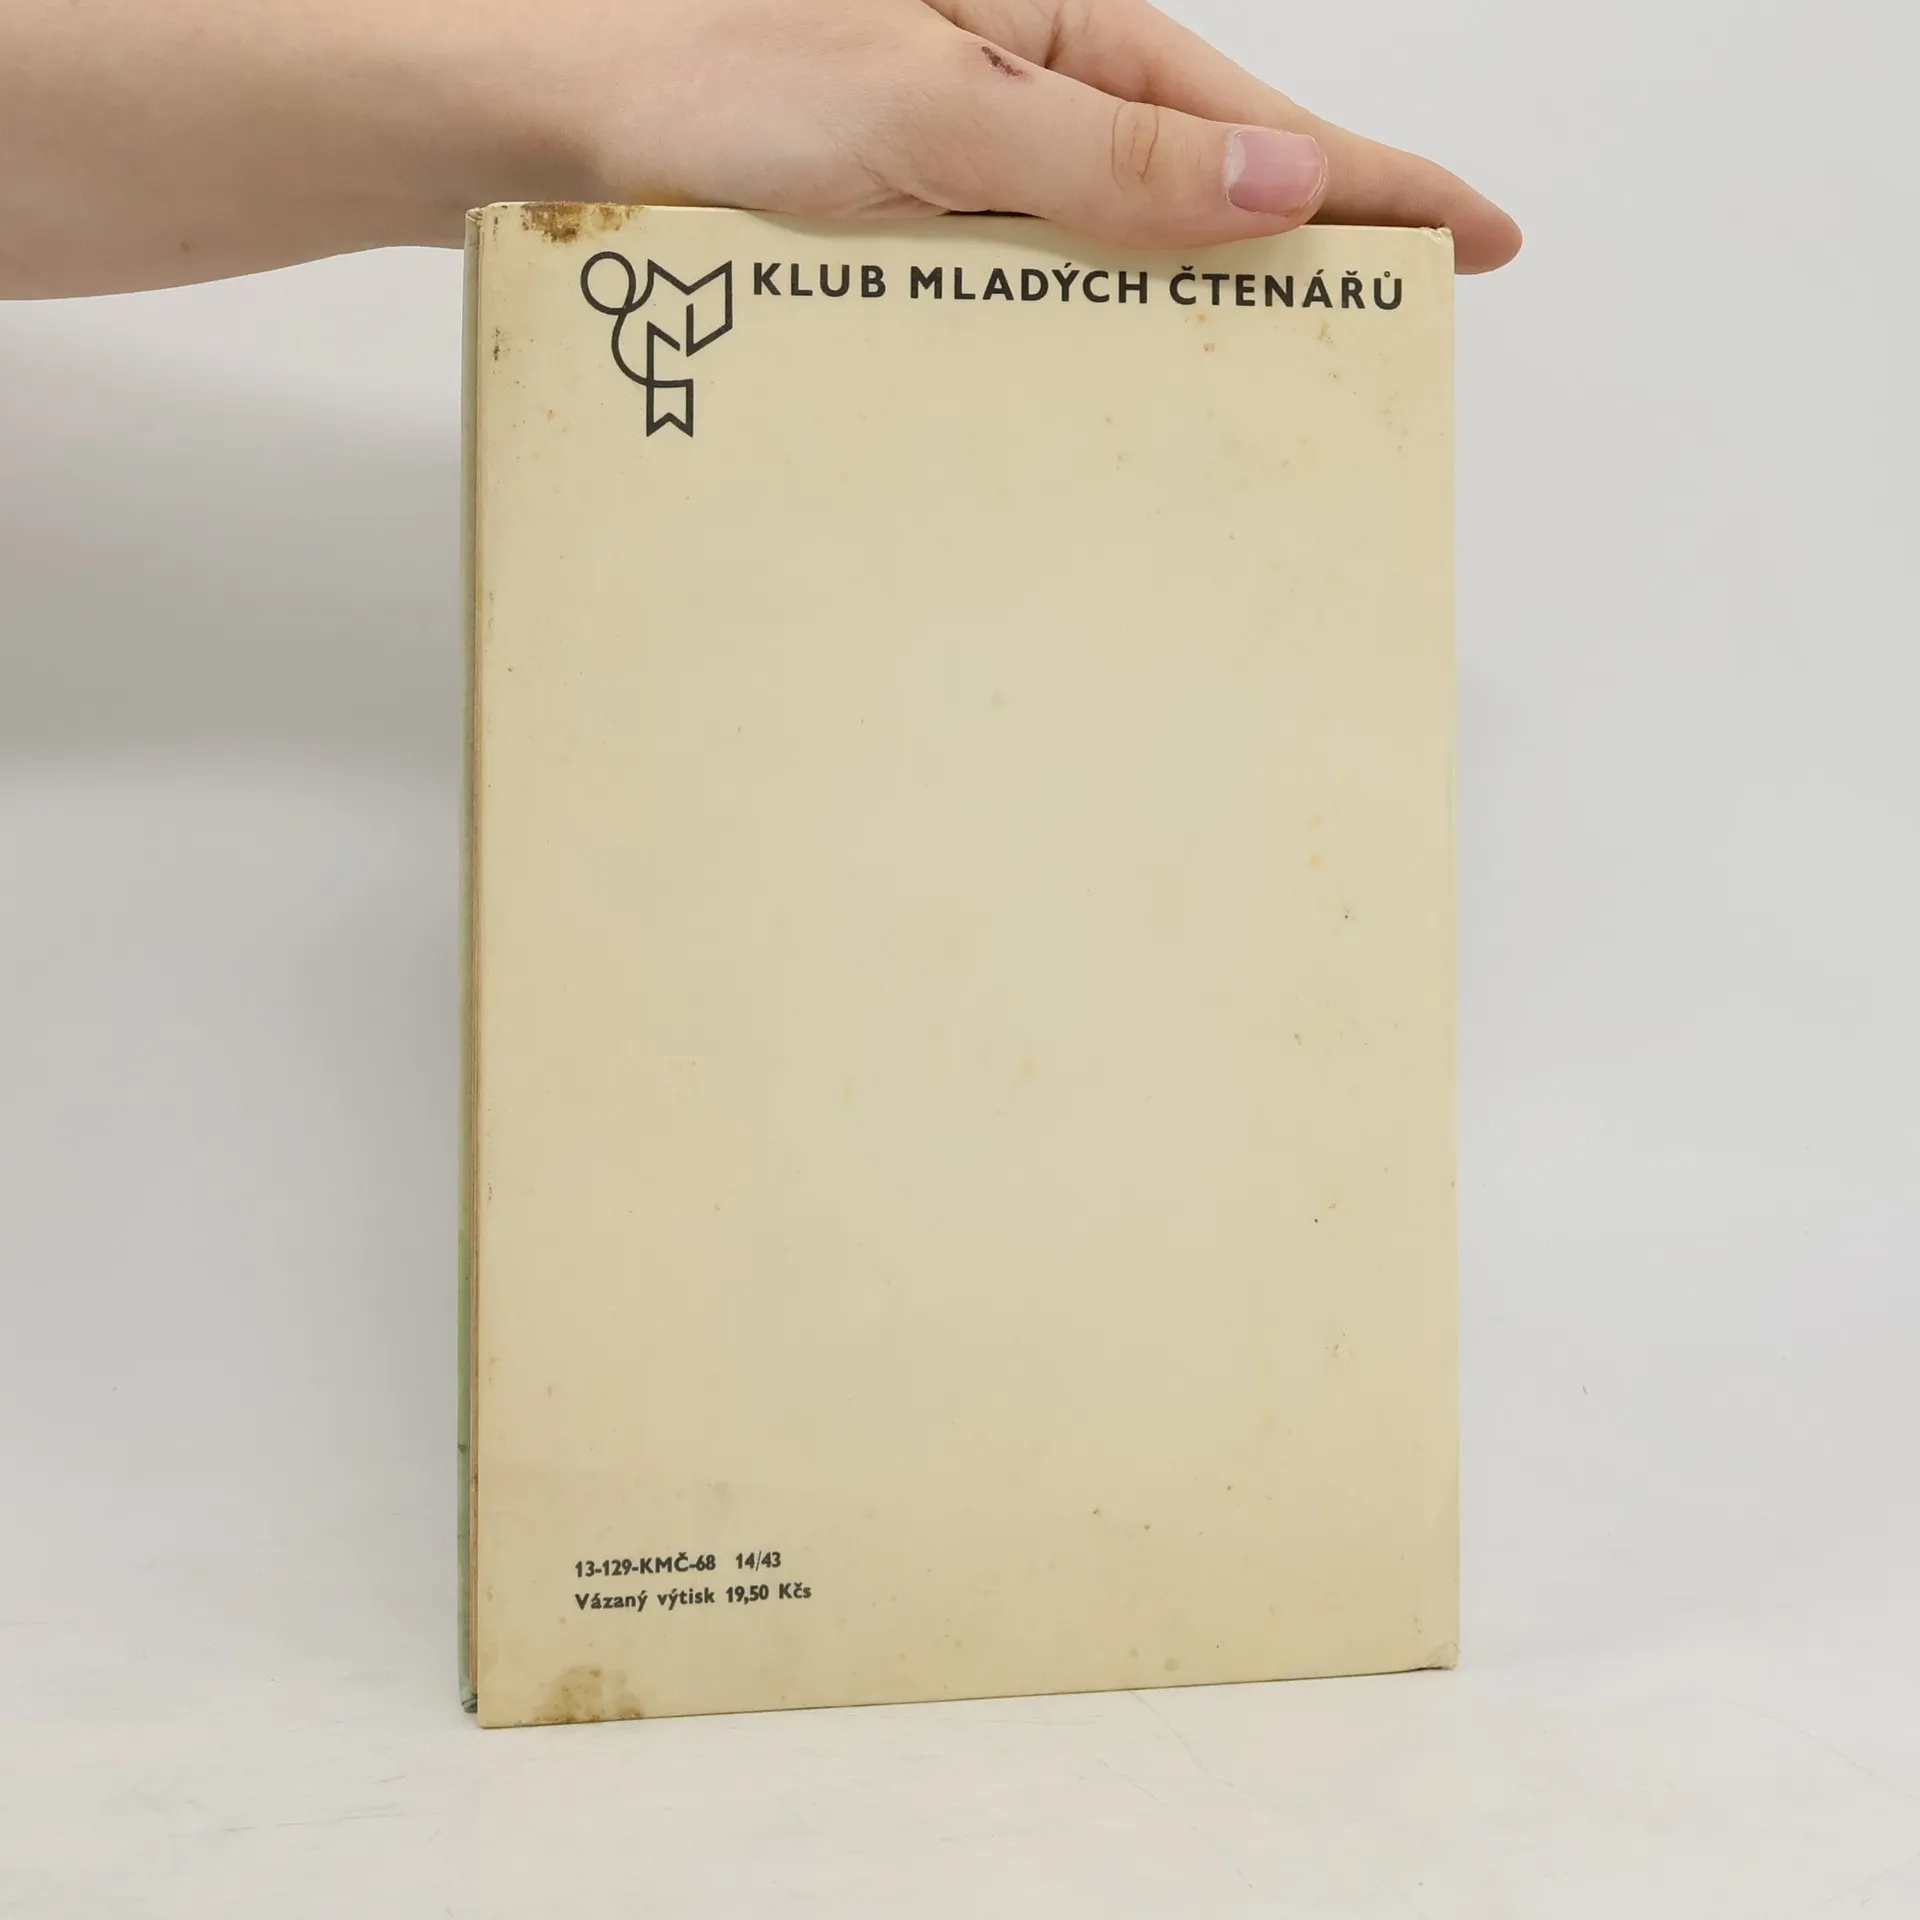 KLUB MLADÝCH ČTENÁŘŮ
13-129-KMČ-68 14/43
Vázaný výtisk 19,50 Kčs